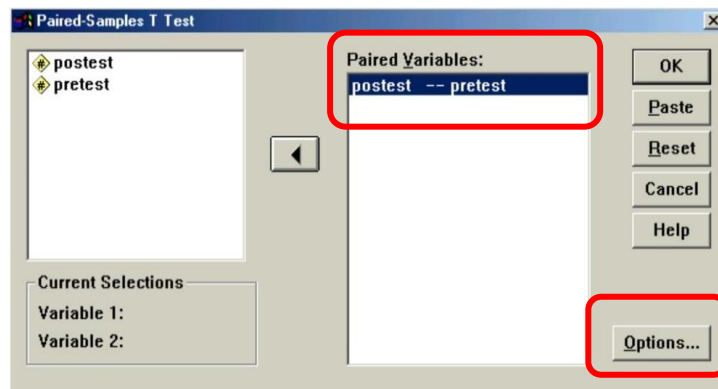 Paired-Samples T Test
postest
pretest
Paired Variables:
postest -- pretest
OK
Paste
Reset
Cancel
Help
Current Selections
Variable 1:
Variable 2:
Options...